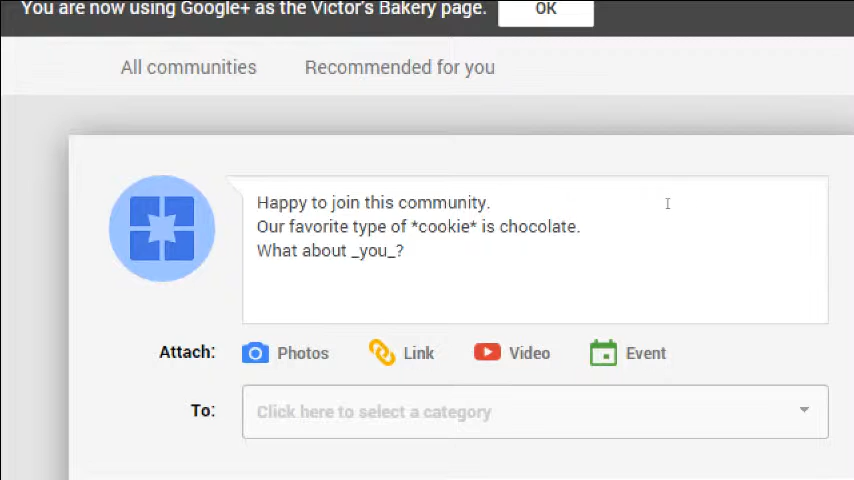 You are now using Google+ as the Victor's Bakery page. OK
All communities Recommended for you
Happy to join this community.
Our favorite type of *cookie* is chocolate.
What about _you_?
Attach: Photos Link Video Event
To: Click here to select a category